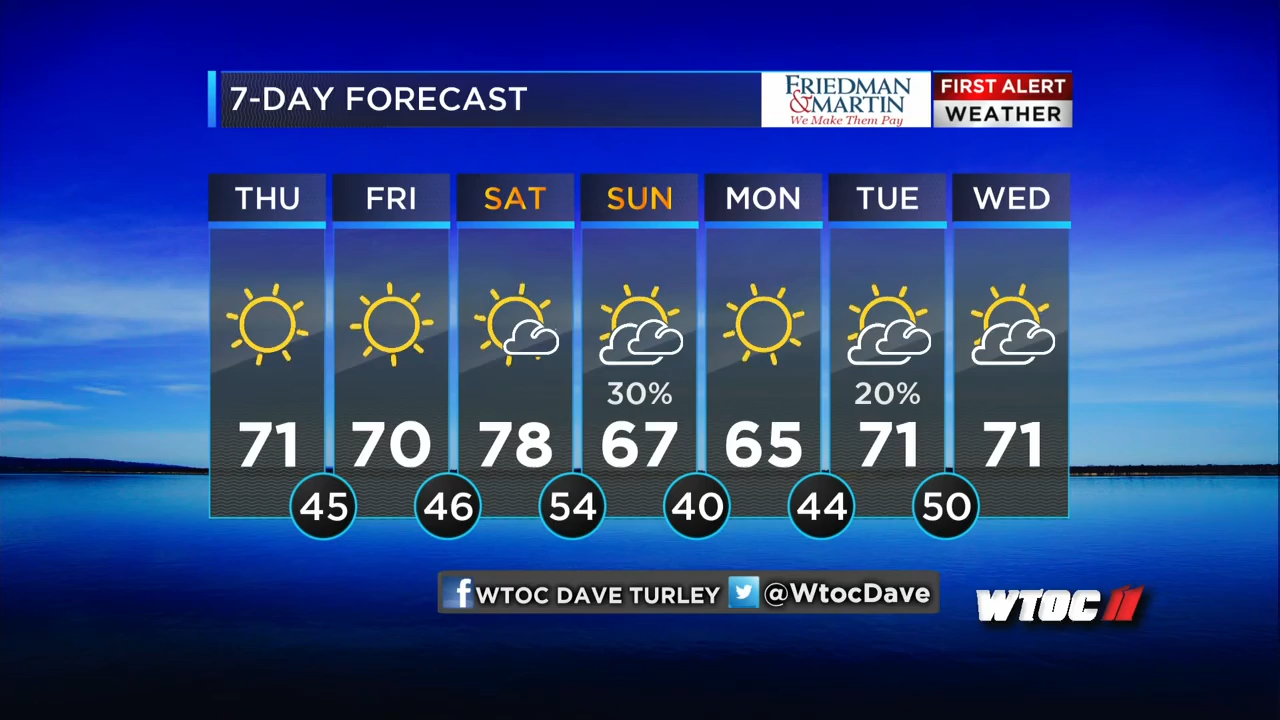 7-DAY FORECAST
FRIEDMAN
&MARTIN
We Make Them Pay
FIRST ALERT
WEATHER
THU FRI SAT SUN MON TUE WED
30% 20%
71 70 78 67 65 71 71
45 46 54 40 44 50
f WTOC DAVE TURLEY @WtocDave
WTOC 11